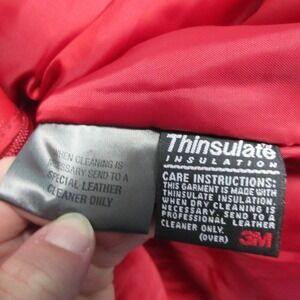 WHEN CLEANING IS
NECESSARY SEND TO A
SPECIAL LEATHER
CLEANER ONLY
Thinsulate
INSULATION
CARE INSTRUCTIONS:
THIS GARMENT IS MADE WITH
THINSULATE INSULATION.
WHEN DRY CLEANING IS
NECESSARY, SEND TO A
PROFESSIONAL LEATHER
CLEANER ONLY.
(OVER) 3M